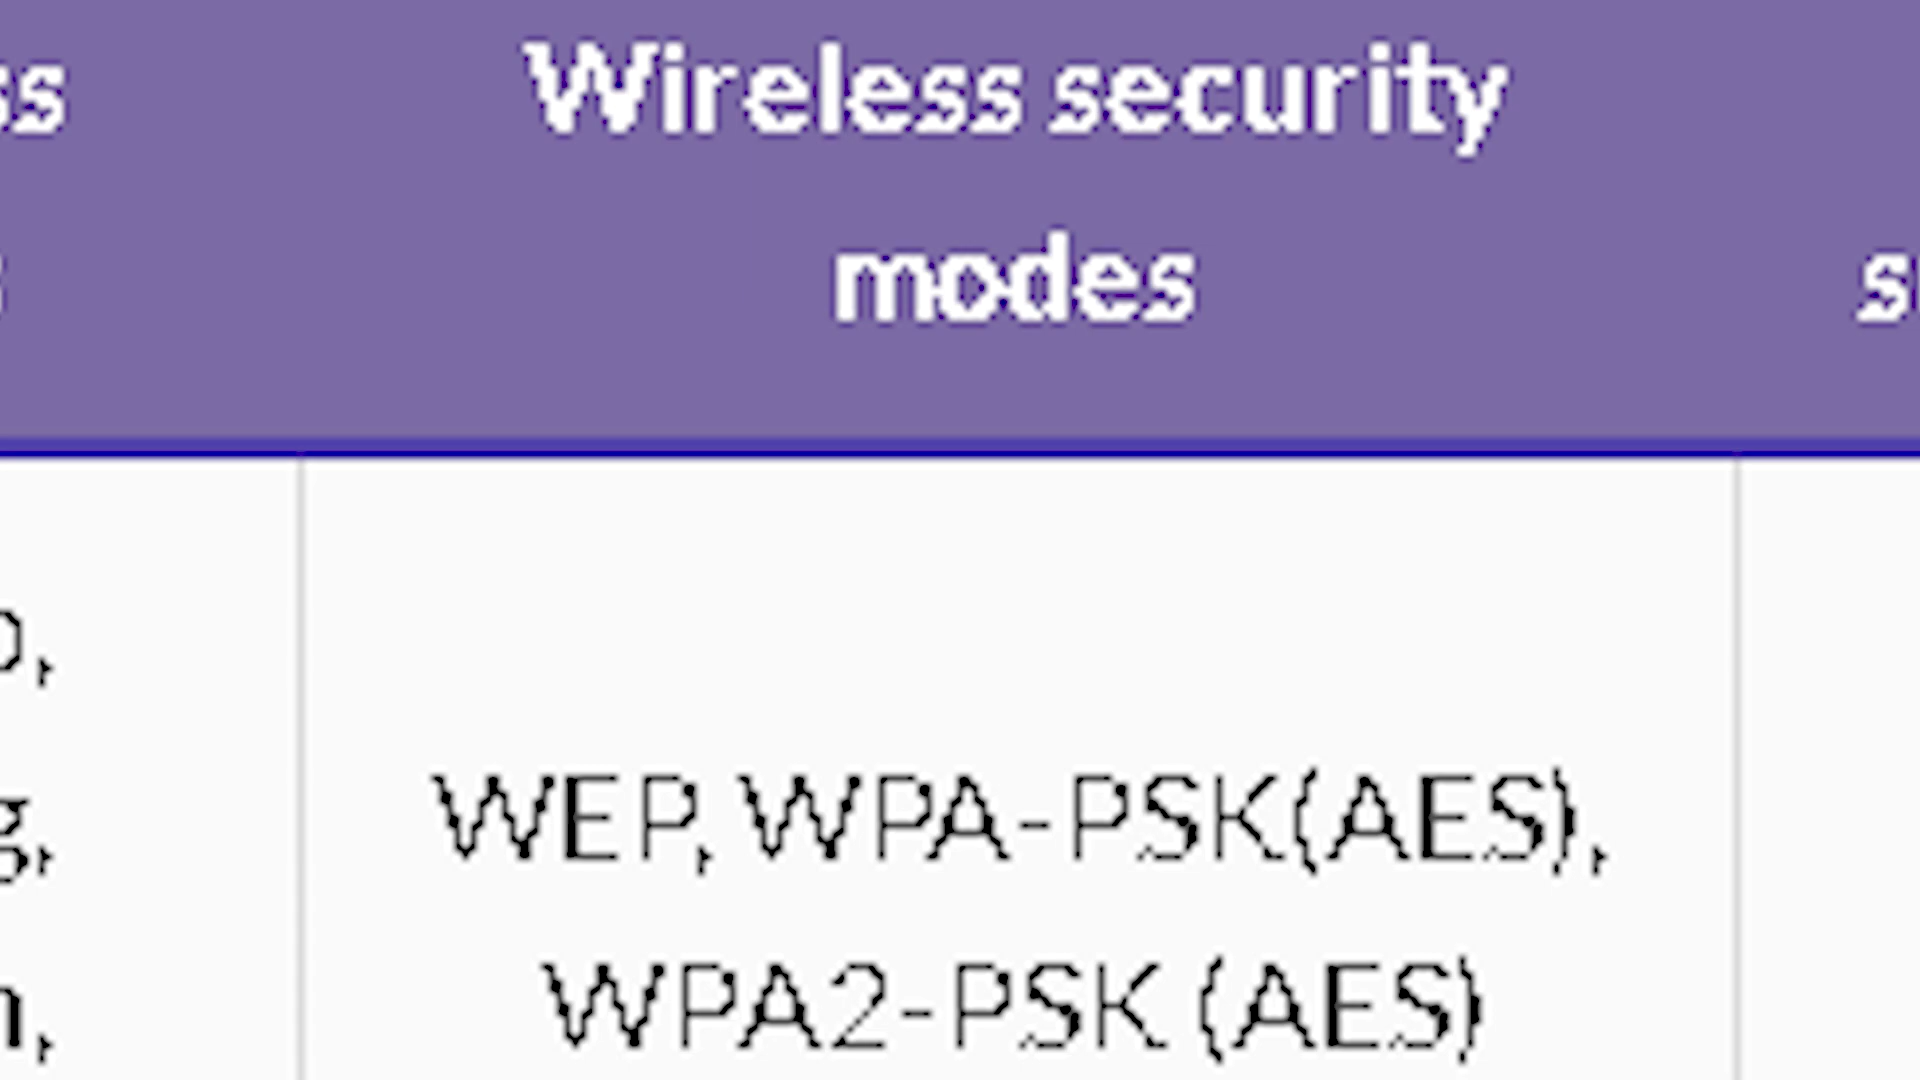 Wireless security
modes
WEP, WPA-PSK(AES),
WPA2-PSK (AES)